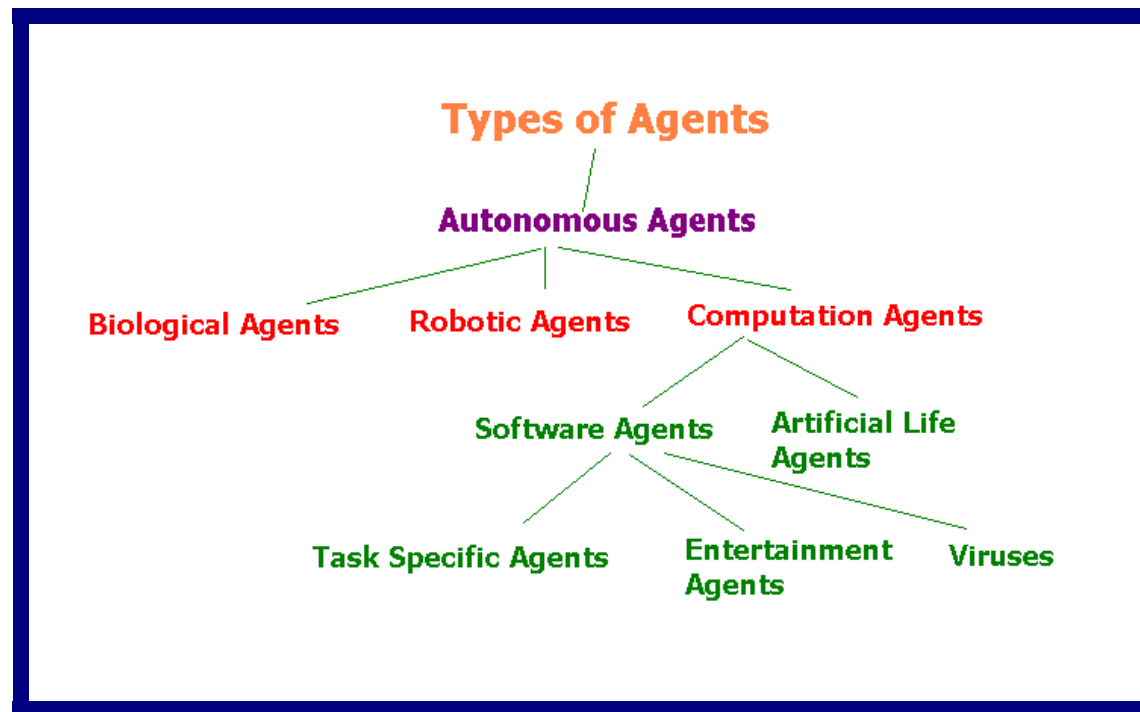 Types of Agents
Autonomous Agents
Biological Agents
Robotic Agents
Computation Agents
Software Agents
Artificial Life
Agents
Task Specific Agents
Entertainment
Agents
Viruses